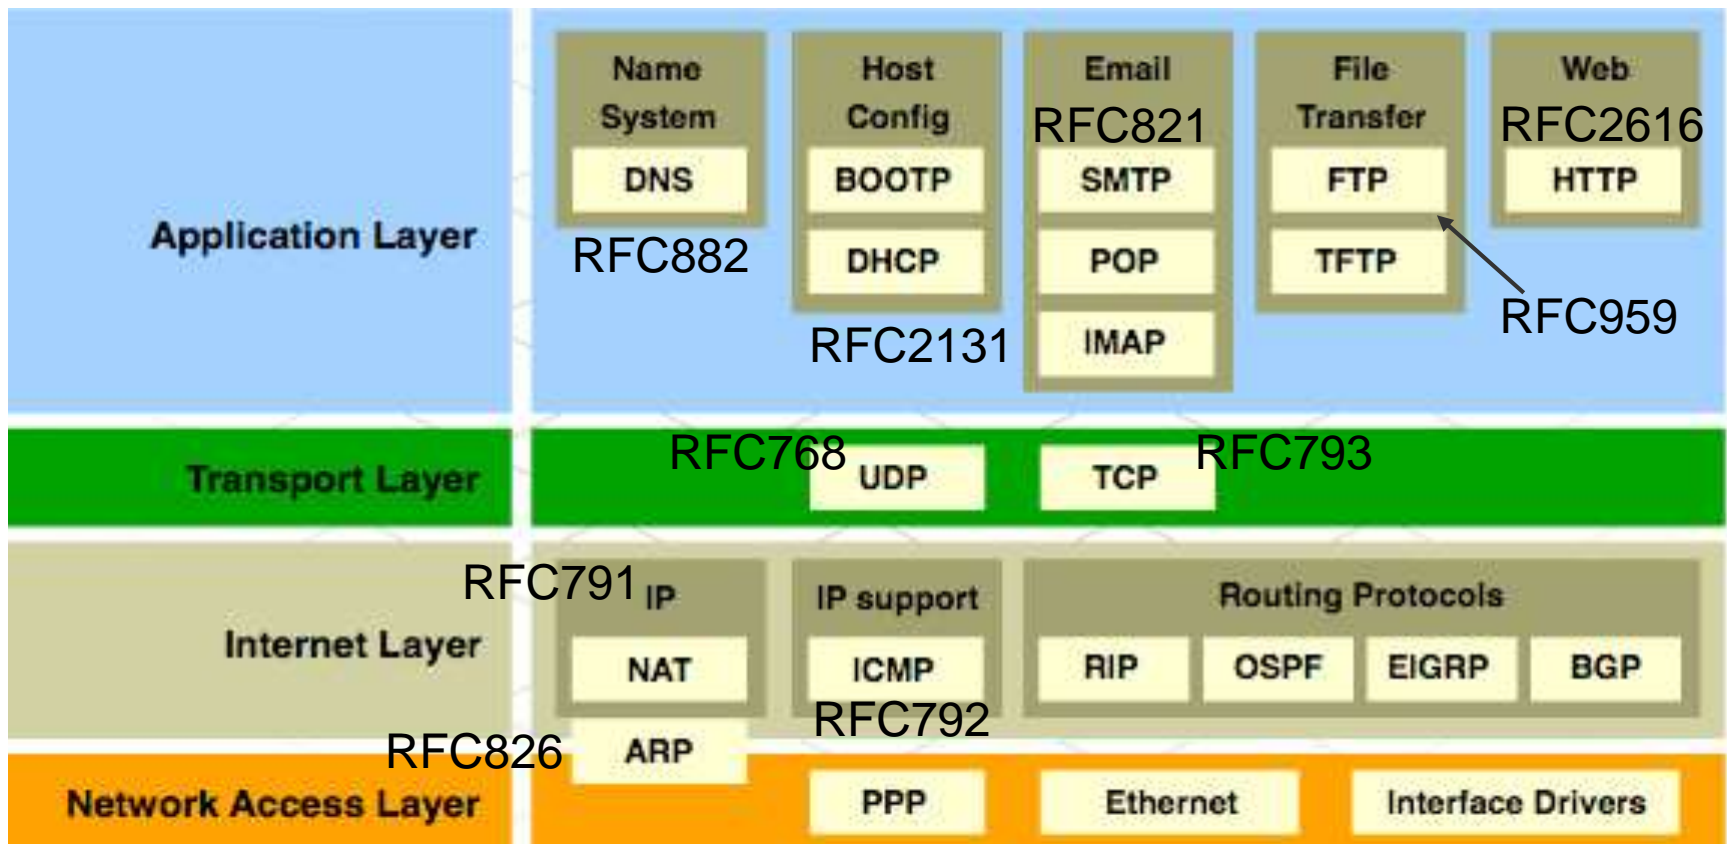 Name
System
DNS
RFC882
Host
Config
BOOTP
DHCP
RFC2131
Email
RFC821
SMTP
POP
IMAP
File
Transfer
FTP
TFTP
RFC959
Web
RFC2616
HTTP
Application Layer
Transport Layer
RFC768
UDP
TCP
RFC793
Internet Layer
RFC791
IP
NAT
RFC826
ARP
IP support
ICMP
RFC792
Routing Protocols
RIP
OSPF
EIGRP
BGP
Network Access Layer
PPP
Ethernet
Interface Drivers